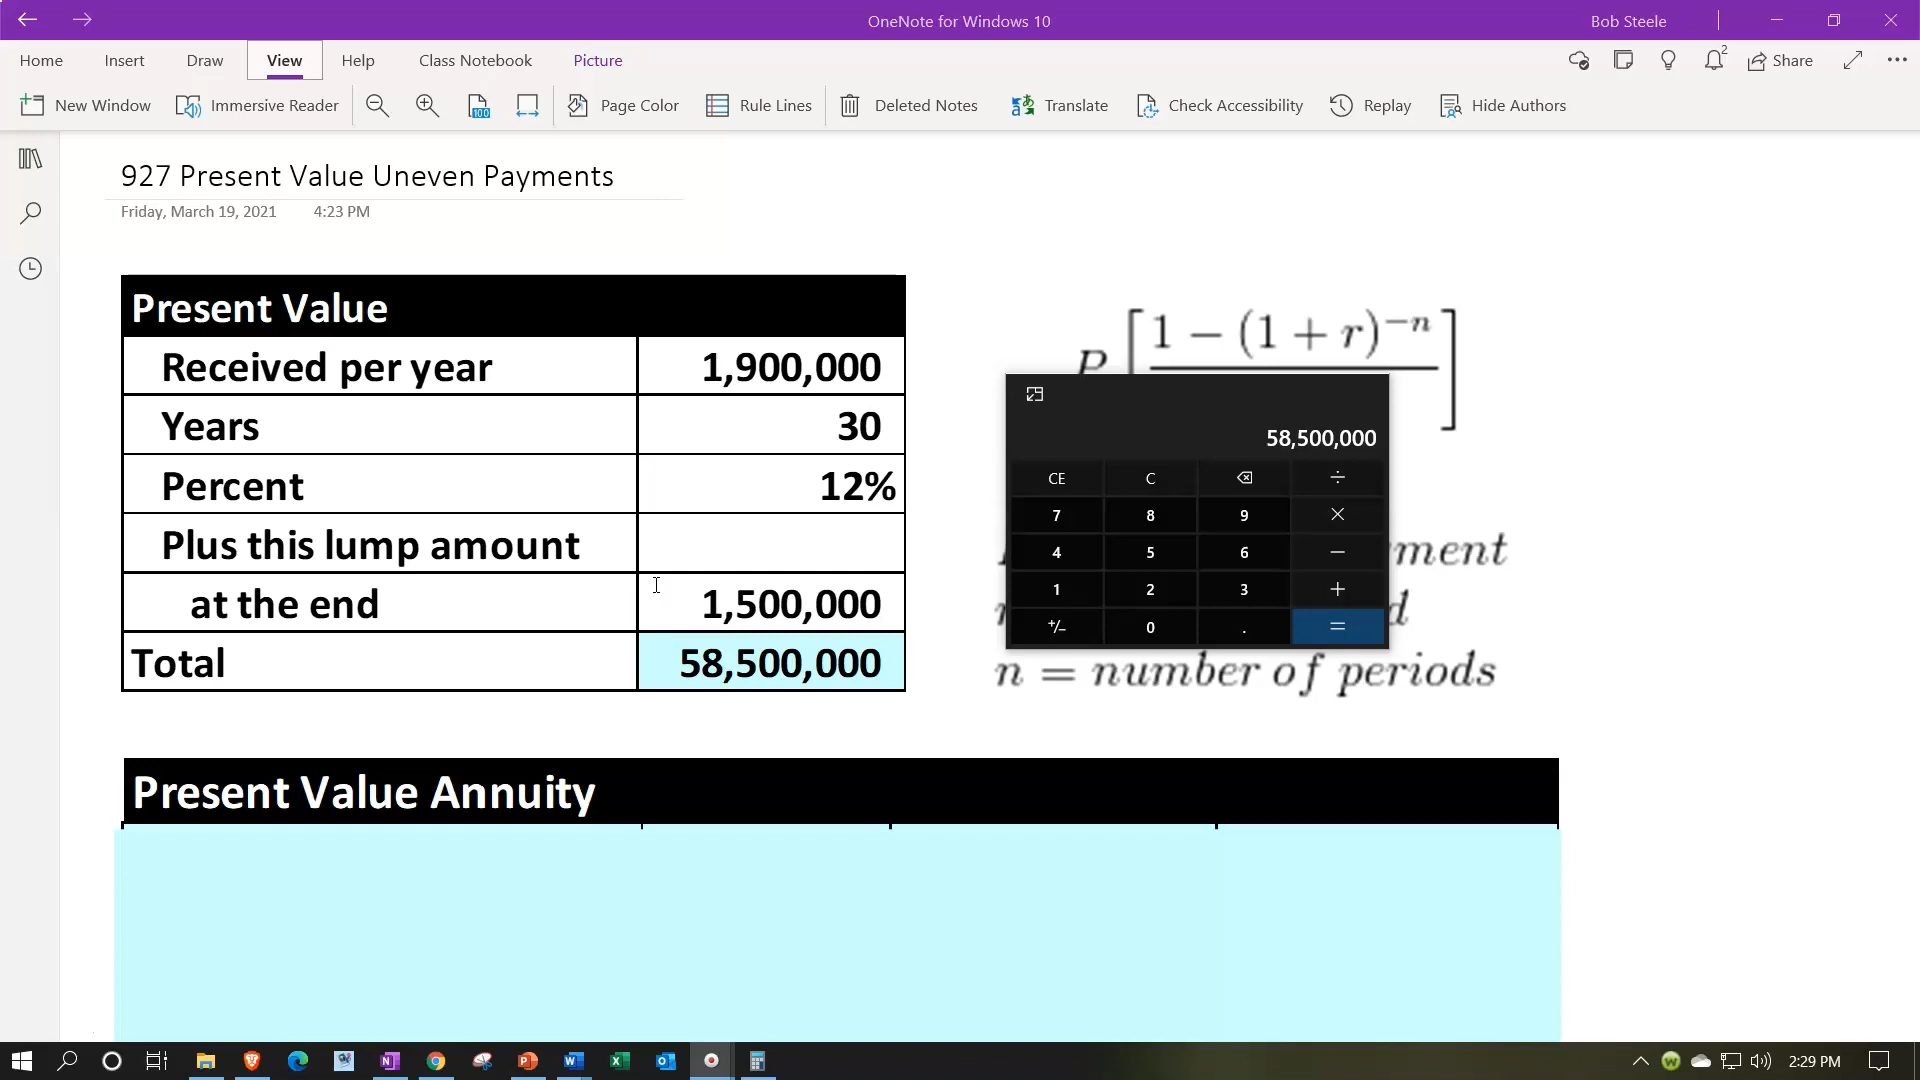 OneNote for Windows 10
Bob Steele
Home Insert Draw View Help Class Notebook Picture
2
Share
New Window Immersive Reader 100 Page Color Rule Lines Deleted Notes Translate Check Accessibility Replay Hide Authors
927 Present Value Uneven Payments
Friday, March 19, 2021 4:23 PM
Present Value
Received per year 1,900,000
Years 30
Percent 12%
Plus this lump amount
at the end 1,500,000
Total 58,500,000
P [ 1 − (1 + r)^−n ]
58,500,000
CE C ÷
7 8 9 ×
4 5 6 −
1 2 3 +
+/− 0 . =
n = number of periods
Present Value Annuity
2:29 PM